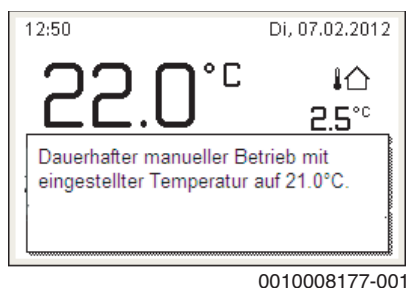 12:50 Di, 07.02.2012
22.0°C
2.5°C
Dauerhafter manueller Betrieb mit
eingestellter Temperatur auf 21.0°C.
0010008177-001